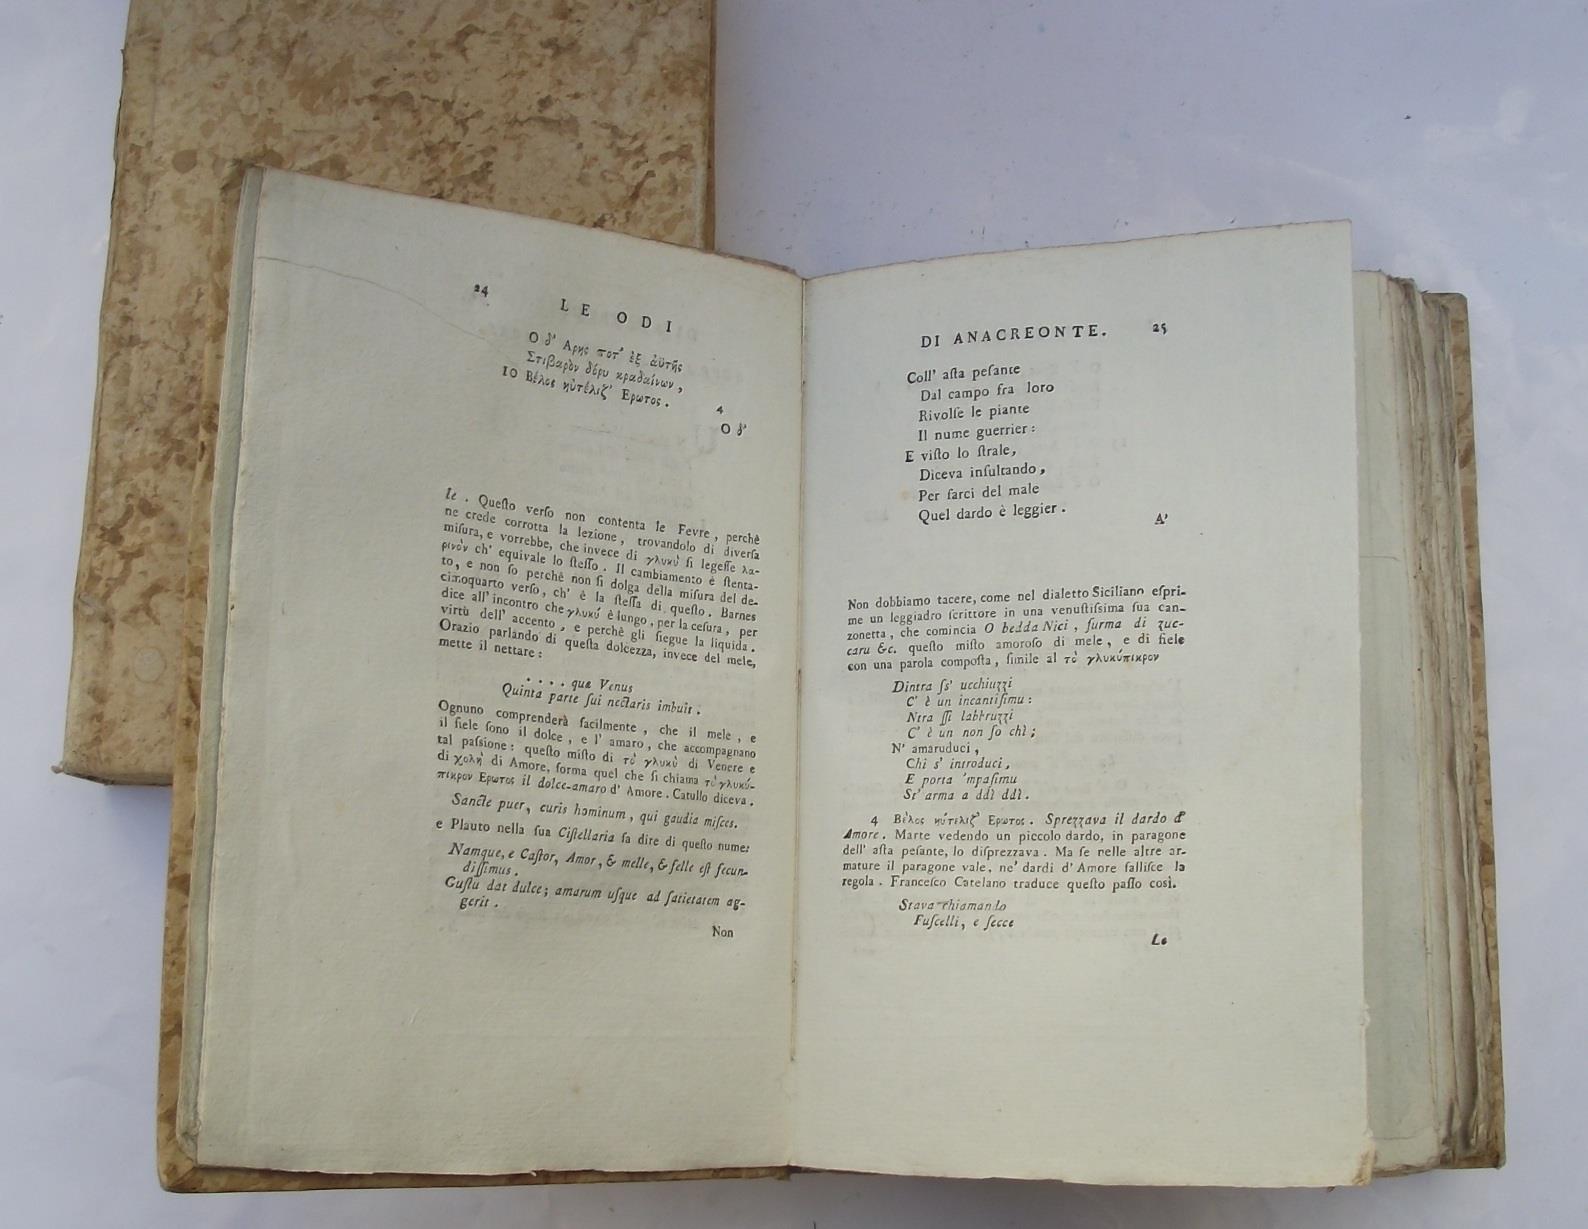 24
LE ODI
Ο δ' Αρης ποτ' ἐξ ἀϋτῆς
Στιβαρὸν δόρυ κραδαίνων,
10 Βέλος ηὐτέλιζ' Ερωτος.
4
Ο δ'
le. Queſto verſo non contenta le Fevre, perchè
ne crede corrotta la lezione, trovandolo di diverſa
miſura, e vorrebbe, che invece di γλυκὺ ſi legeſſe λα-
ρινὸν ch' equivale lo ſteſſo. Il cambiamento è ſtenta-
to, e non ſo perchè non ſi dolga della miſura del de-
cimoquarto verſo, ch' è la ſteſſa di queſto. Barnes
dice all' incontro che γλυκύ è lungo, per la ceſura, per
virtù dell' accento, e perchè gli ſiegue la liquida.
Orazio parlando di queſta dolcezza, invece del mele,
mette il nettare:
. . . . quæ Venus
Quinta parte ſui nectaris imbuit.
Ognuno comprenderà facilmente, che il mele, e
il fiele ſono il dolce, e l' amaro, che accompagnano
tal paſſione: queſto miſto di τὸ γλυκὺ di Venere e
di χολὴ di Amore, forma quel che ſi chiama τὸ γλυκύ-
πικρον Ερωτος il dolce-amaro d' Amore. Catullo diceva.
Sancte puer, curis hominum, qui gaudia miſces.
e Plauto nella ſua Ciſtellaria fa dire di queſto nume:
Namque, e Caſtor, Amor, & melle, & felle eſt fecun-
diſſimus.
Guſtu dat dulce; amarum uſque ad ſatietatem ag-
gerit.
Non
DI ANACREONTE.
25
Coll' aſta peſante
Dal campo fra loro
Rivolſe le piante
Il nume guerrier:
E viſto lo ſtrale,
Diceva inſultando,
Per farci del male
Quel dardo è leggier.
A'
Non dobbiamo tacere, come nel dialetto Siciliano eſpri-
me un leggiadro ſcrittore in una venuſtiſſima ſua can-
zonetta, che comincia O bedda Nici, furma di zuc-
caru &c. queſto miſto amoroſo di mele, e di fiele
con una parola compoſta, ſimile al τὸ γλυκύπικρον
Dintra ſs' ucchiuzzi
C' è un incantiſimu:
Ntra ſſi labbruzzi
C' è un non ſo chì;
N' amaruduci,
Chi s' introduci,
E porta 'mpaſimu
St' arma a ddì ddì.
4 Βέλος ηὐτέλιζ' Ερωτος. Sprezzava il dardo d'
Amore. Marte vedendo un piccolo dardo, in paragone
dell' aſta peſante, lo diſprezzava. Ma ſe nelle altre ar-
mature il paragone vale, ne' dardi d' Amore falliſce la
regola. Franceſco Catelano traduce queſto paſſo così.
Stava chiamando
Fuſcelli, e ſecce
Le